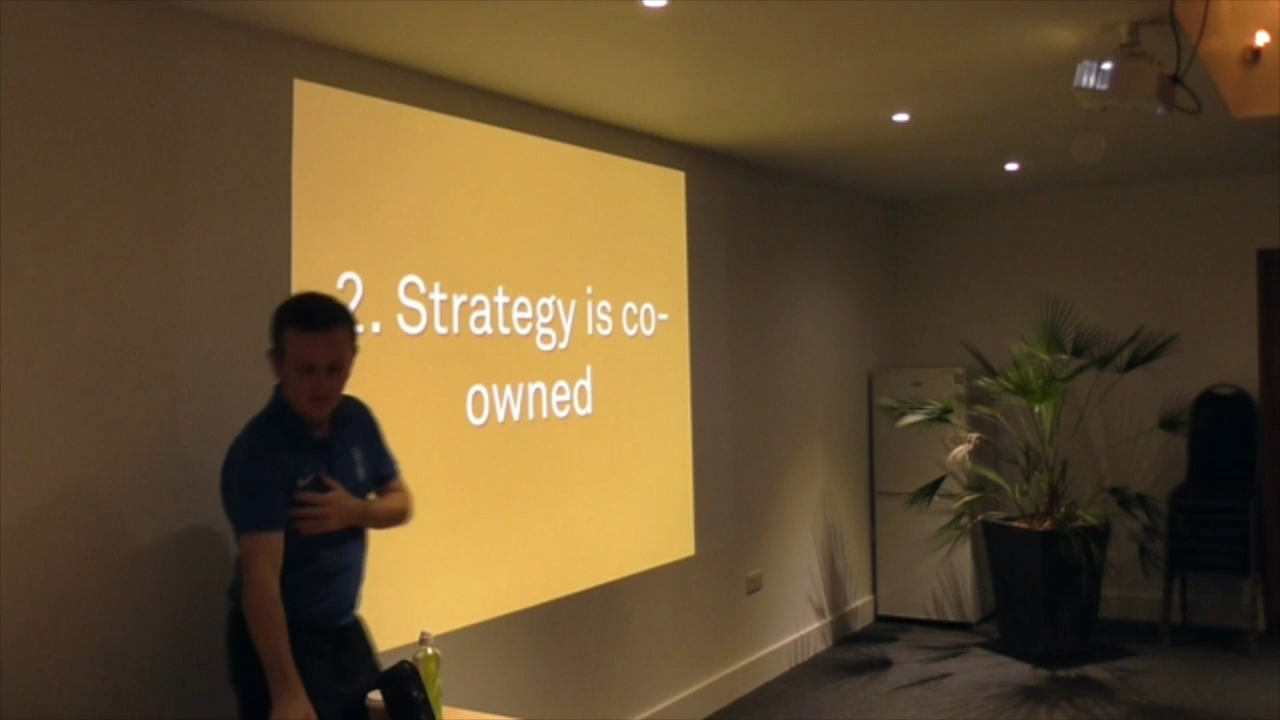 2. Strategy is co-
owned